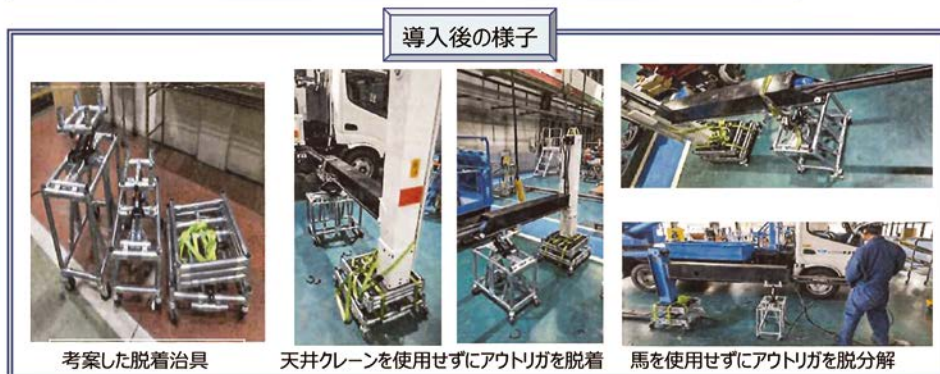 導入後の様子
考案した脱着治具
天井クレーンを使用せずにアウトリガを脱着
馬を使用せずにアウトリガを脱分解